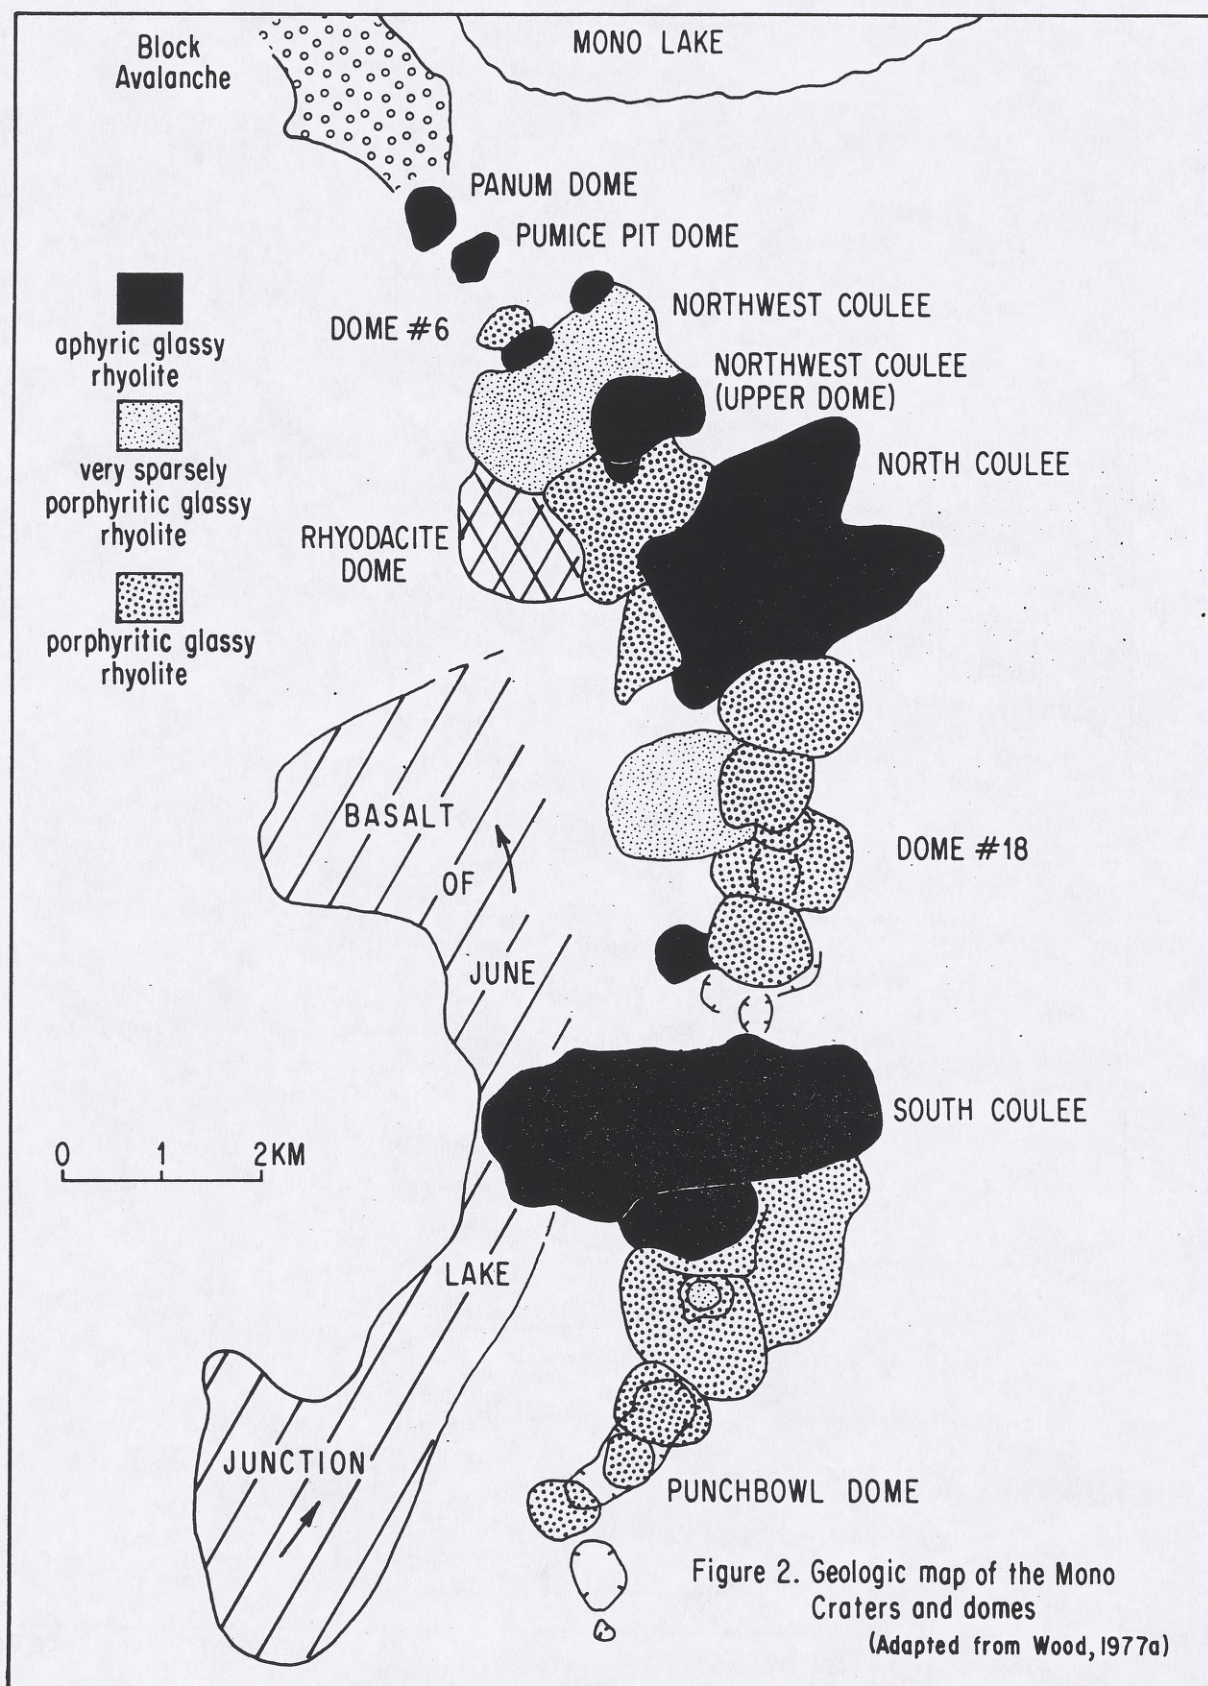 Block
Avalanche
MONO LAKE
PANUM DOME
PUMICE PIT DOME
DOME #6
NORTHWEST COULEE
NORTHWEST COULEE
(UPPER DOME)
aphyric glassy
rhyolite
very sparsely
porphyritic glassy
rhyolite
porphyritic glassy
rhyolite
NORTH COULEE
RHYODACITE
DOME
BASALT
OF
JUNE
LAKE
JUNCTION
DOME #18
SOUTH COULEE
0 1 2KM
PUNCHBOWL DOME
Figure 2. Geologic map of the Mono
Craters and domes
(Adapted from Wood, 1977a)